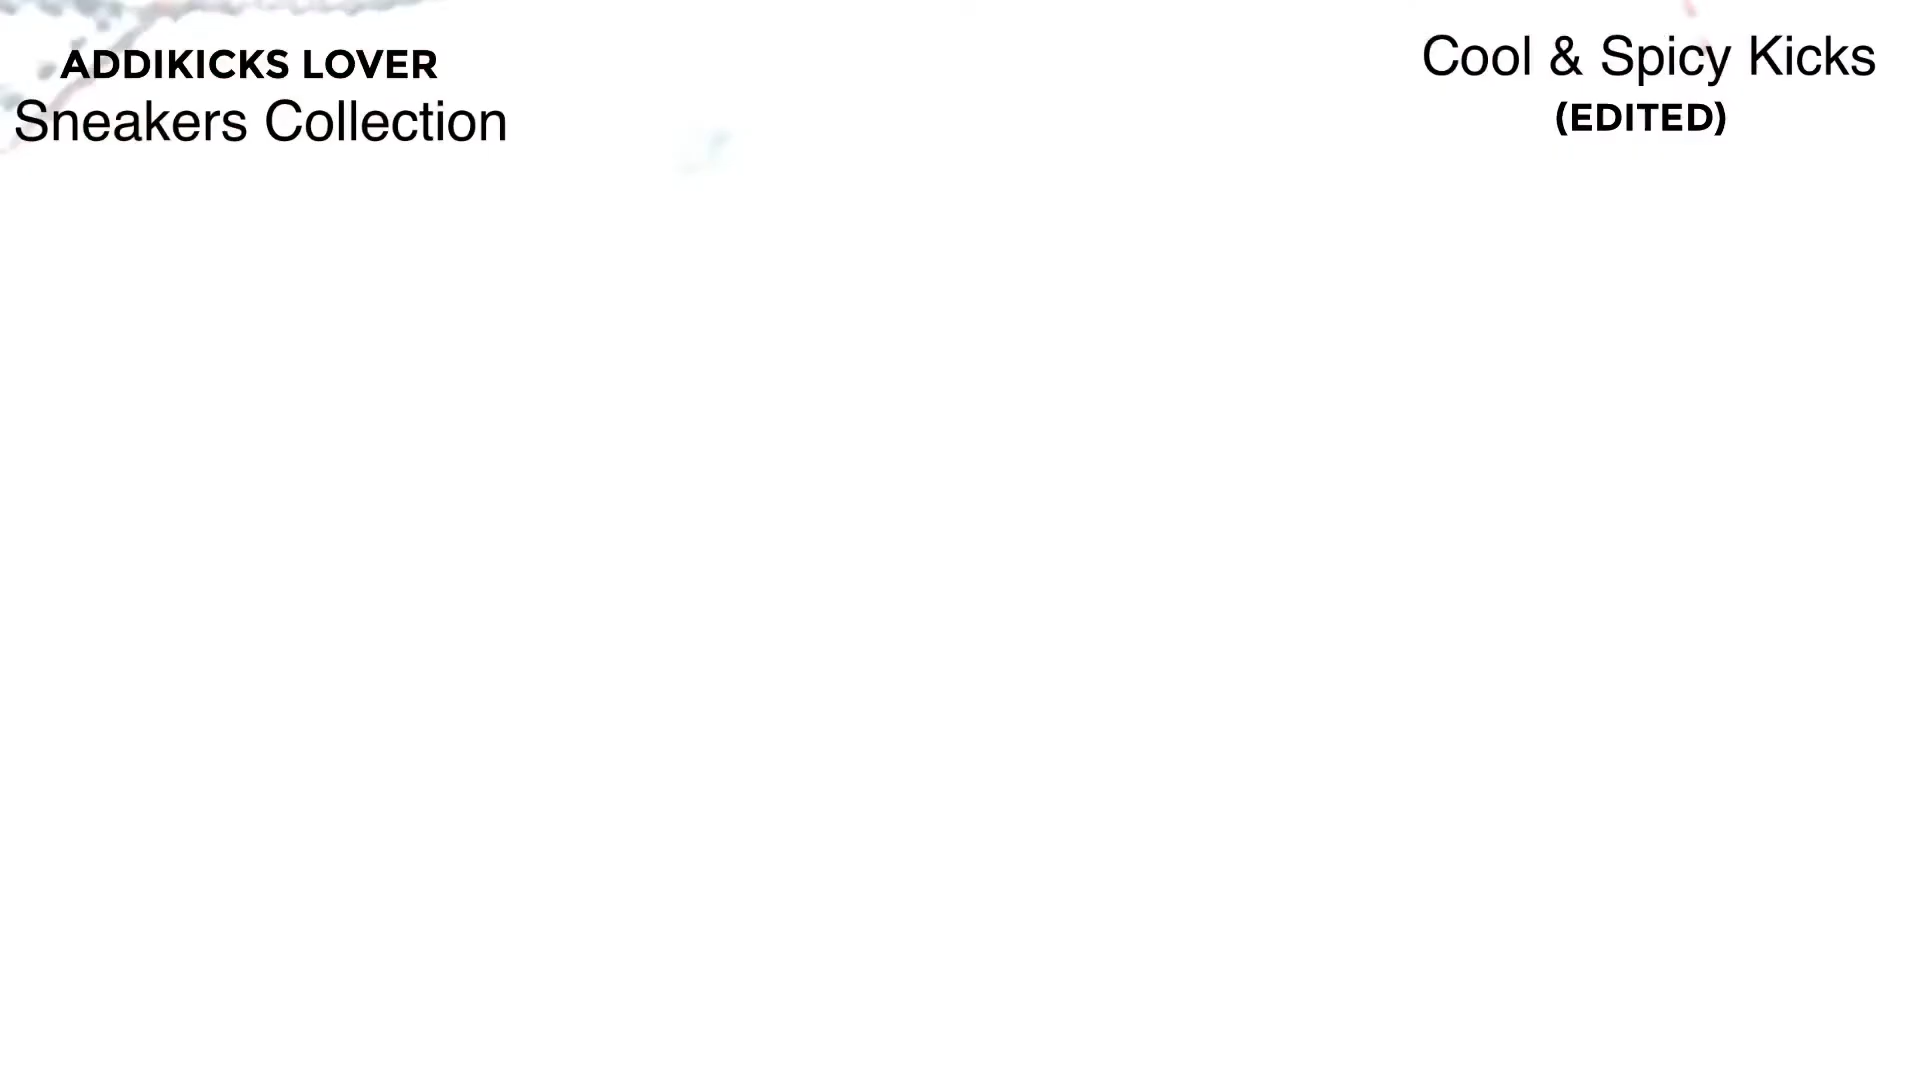 ADDIKICKS LOVER
Sneakers Collection
Cool & Spicy Kicks
(EDITED)